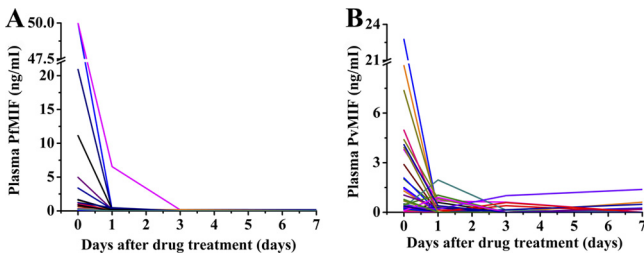 A
Plasma PfMIF (ng/ml)
50.0
47.5
20
15
10
5
0
0 1 2 3 4 5 6 7
Days after drug treatment (days)
B
Plasma PvMIF (ng/ml)
24
21
6
3
0
0 1 2 3 4 5 6 7
Days after drug treatment (days)